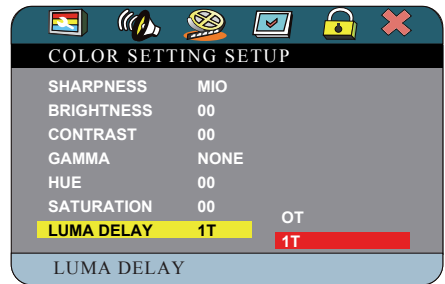 COLOR SETTING SETUP
SHARPNESS MIO
BRIGHTNESS 00
CONTRAST 00
GAMMA NONE
HUE 00
SATURATION 00
OT
LUMA DELAY 1T
1T
LUMA DELAY